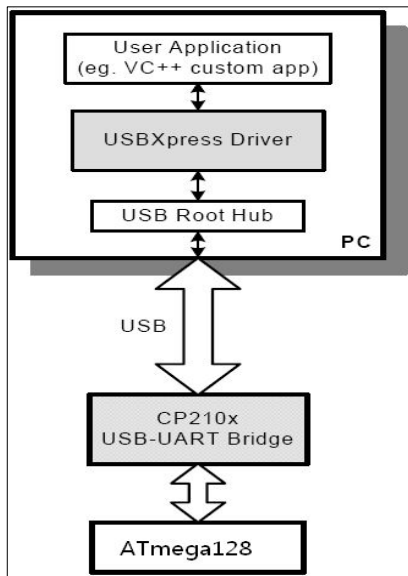 User Application
(eg. VC++ custom app)
USBXpress Driver
USB Root Hub
PC
USB
CP210x
USB-UART Bridge
ATmega128